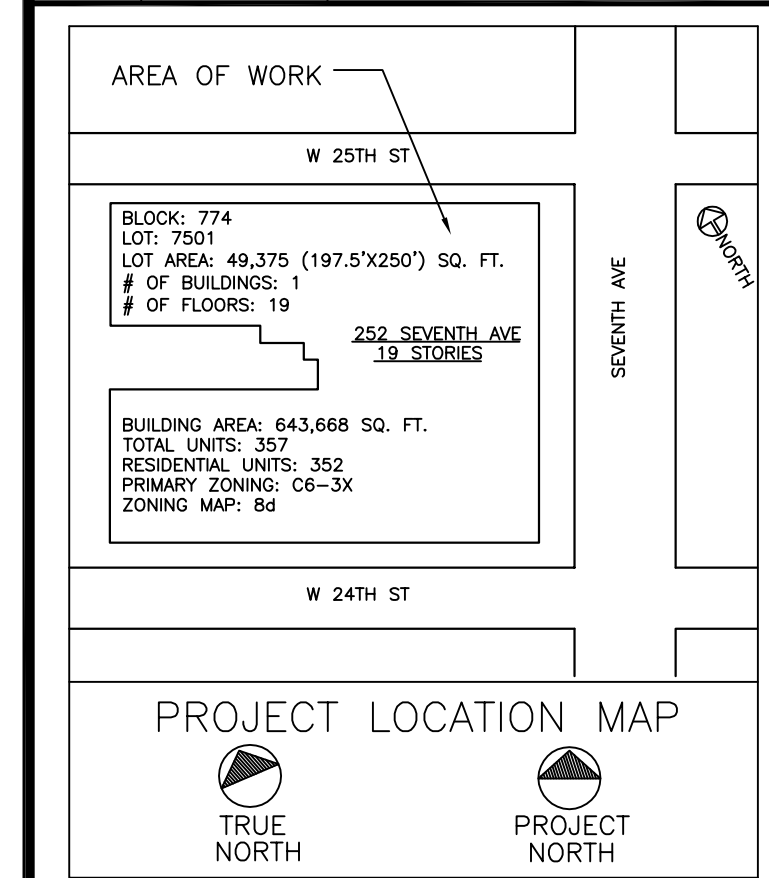 AREA OF WORK
W 25TH ST
BLOCK: 774
LOT: 7501
LOT AREA: 49,375 (197.5'X250') SQ. FT.
# OF BUILDINGS: 1
# OF FLOORS: 19
252 SEVENTH AVE
19 STORIES
SEVENTH AVE
NORTH
BUILDING AREA: 643,668 SQ. FT.
TOTAL UNITS: 357
RESIDENTIAL UNITS: 352
PRIMARY ZONING: C6-3X
ZONING MAP: 8d
W 24TH ST
PROJECT LOCATION MAP
TRUE
NORTH
PROJECT
NORTH